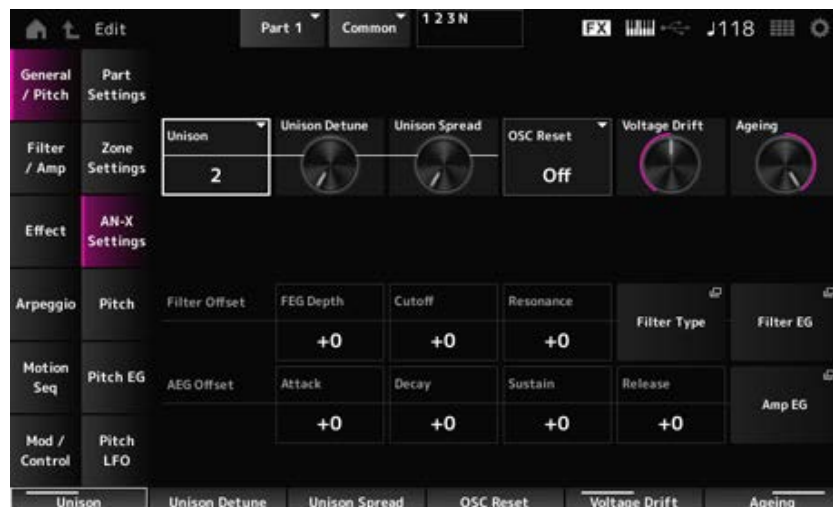 Edit
Part 1
Common
1 2 3 N
FX
♩118
General / Pitch
Part Settings
Filter / Amp
Zone Settings
Effect
AN-X Settings
Arpeggio
Pitch
Motion Seq
Pitch EG
Mod / Control
Pitch LFO
Unison
2
Unison Detune
Unison Spread
OSC Reset
Off
Voltage Drift
Ageing
Filter Offset
FEG Depth
+0
Cutoff
+0
Resonance
+0
Filter Type
Filter EG
AEG Offset
Attack
+0
Decay
+0
Sustain
+0
Release
+0
Amp EG
Unison
Unison Detune
Unison Spread
OSC Reset
Voltage Drift
Ageing